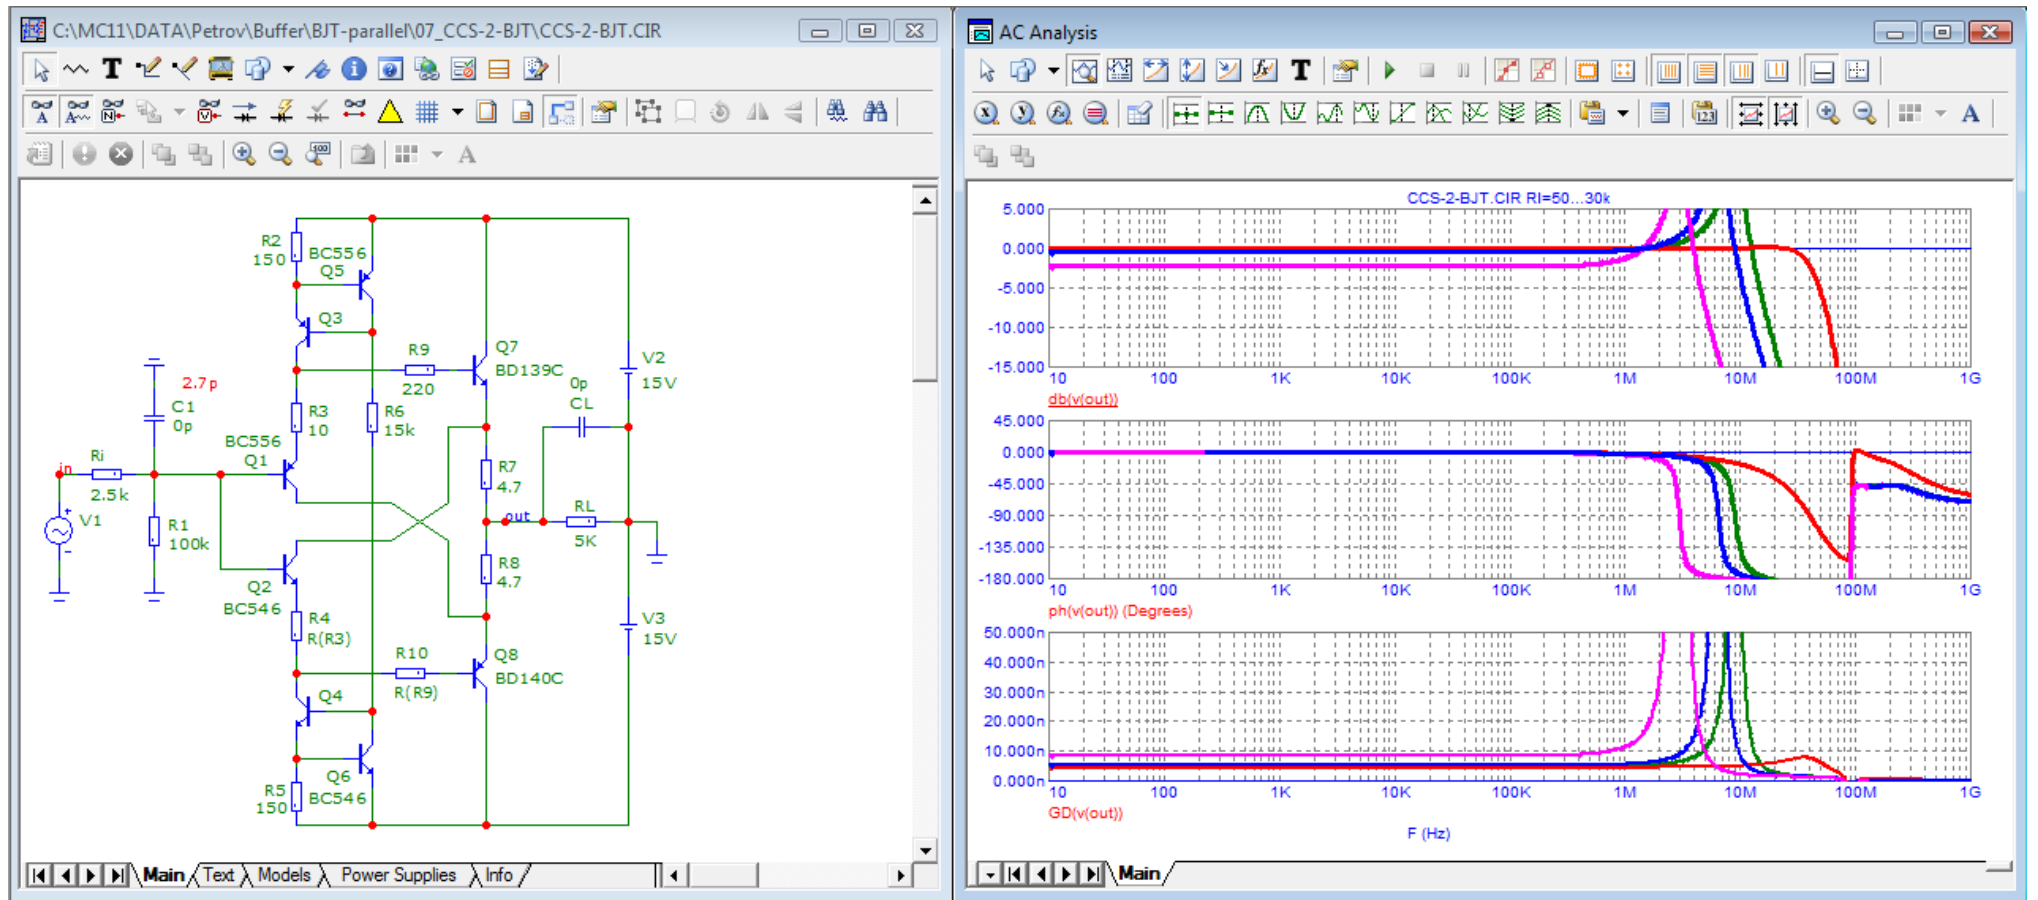 C:\MC11\DATA\Petrov\Buffer\BJT-parallel\07_CCS-2-BJT\CCS-2-BJT.CIR
R2
150
BC556
Q5
Q3
R9
220
Q7
BD139C
V2
15V
0p
CL
2.7p
C1
0p
R3
10
R6
15k
BC556
Q1
Ri
in
2.5k
V1
R1
100k
R7
4.7
out
RL
5K
R8
4.7
Q2
BC546
R4
R(R3)
R10
R(R9)
Q8
BD140C
V3
15V
Q4
Q6
BC546
R5
150
Main
Text
Models
Power Supplies
Info
AC Analysis
CCS-2-BJT.CIR RI=50...30k
5.000
0.000
-5.000
-10.000
-15.000
10 100 1K 10K 100K 1M 10M 100M 1G
db(v(out))
45.000
0.000
-45.000
-90.000
-135.000
-180.000
10 100 1K 10K 100K 1M 10M 100M 1G
ph(v(out)) (Degrees)
50.000n
40.000n
30.000n
20.000n
10.000n
0.000n
10 100 1K 10K 100K 1M 10M 100M 1G
GD(v(out))
F (Hz)
Main